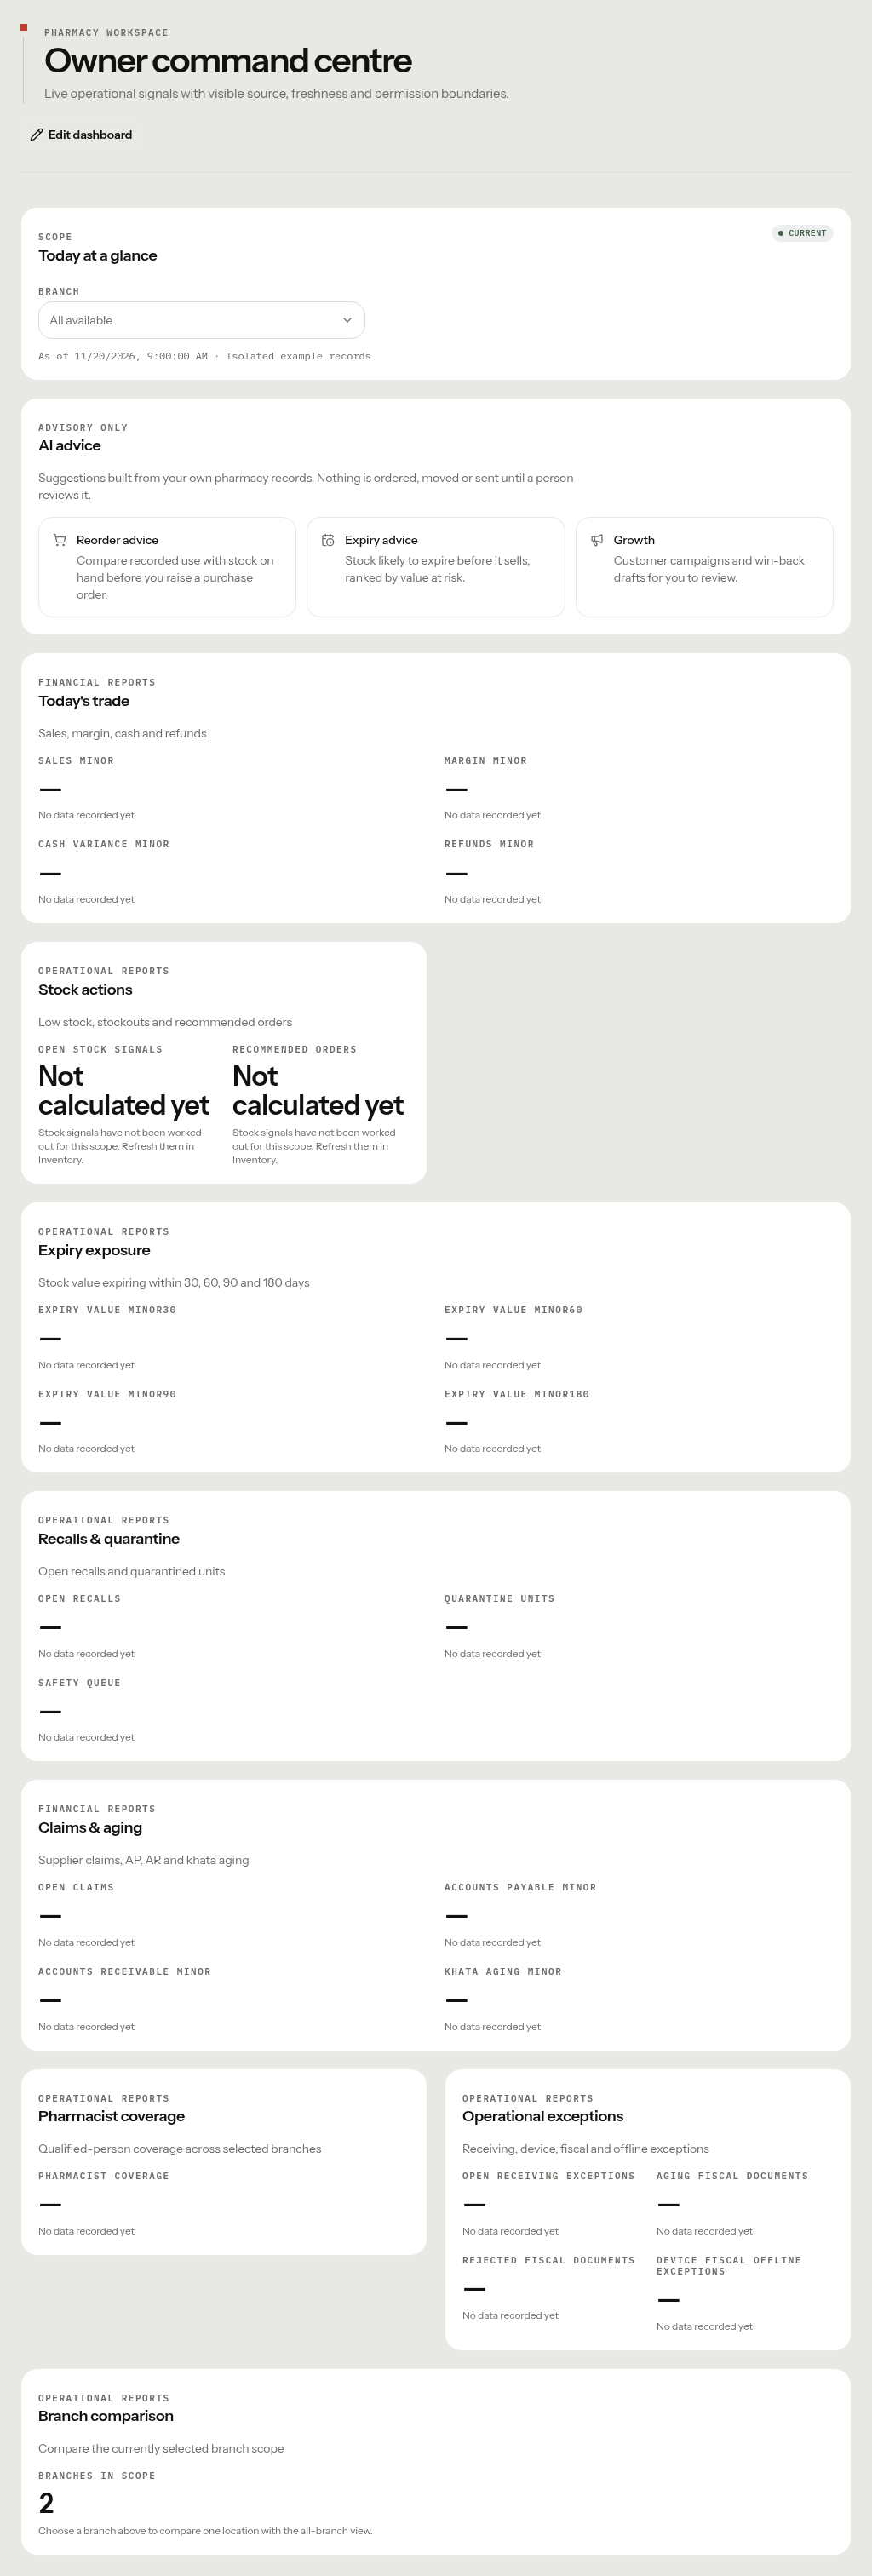 PHARMACY WORKSPACE
Owner command centre
Live operational signals with visible source, freshness and permission boundaries.
Edit dashboard
SCOPE
CURRENT
Today at a glance
BRANCH
All available
As of 11/20/2026, 9:00:00 AM · Isolated example records
ADVISORY ONLY
AI advice
Suggestions built from your own pharmacy records. Nothing is ordered, moved or sent until a person
reviews it.
Reorder advice
Compare recorded use with stock on
hand before you raise a purchase
order.
Expiry advice
Stock likely to expire before it sells,
ranked by value at risk.
Growth
Customer campaigns and win-back
drafts for you to review.
FINANCIAL REPORTS
Today's trade
Sales, margin, cash and refunds
SALES MINOR
—
No data recorded yet
MARGIN MINOR
—
No data recorded yet
CASH VARIANCE MINOR
—
No data recorded yet
REFUNDS MINOR
—
No data recorded yet
OPERATIONAL REPORTS
Stock actions
Low stock, stockouts and recommended orders
OPEN STOCK SIGNALS
Not
calculated yet
Stock signals have not been worked
out for this scope. Refresh them in
Inventory.
RECOMMENDED ORDERS
Not
calculated yet
Stock signals have not been worked
out for this scope. Refresh them in
Inventory.
OPERATIONAL REPORTS
Expiry exposure
Stock value expiring within 30, 60, 90 and 180 days
EXPIRY VALUE MINOR30
—
No data recorded yet
EXPIRY VALUE MINOR60
—
No data recorded yet
EXPIRY VALUE MINOR90
—
No data recorded yet
EXPIRY VALUE MINOR180
—
No data recorded yet
OPERATIONAL REPORTS
Recalls & quarantine
Open recalls and quarantined units
OPEN RECALLS
—
No data recorded yet
QUARANTINE UNITS
—
No data recorded yet
SAFETY QUEUE
—
No data recorded yet
FINANCIAL REPORTS
Claims & aging
Supplier claims, AP, AR and khata aging
OPEN CLAIMS
—
No data recorded yet
ACCOUNTS PAYABLE MINOR
—
No data recorded yet
ACCOUNTS RECEIVABLE MINOR
—
No data recorded yet
KHATA AGING MINOR
—
No data recorded yet
OPERATIONAL REPORTS
Pharmacist coverage
Qualified-person coverage across selected branches
PHARMACIST COVERAGE
—
No data recorded yet
OPERATIONAL REPORTS
Operational exceptions
Receiving, device, fiscal and offline exceptions
OPEN RECEIVING EXCEPTIONS
—
No data recorded yet
AGING FISCAL DOCUMENTS
—
No data recorded yet
REJECTED FISCAL DOCUMENTS
—
No data recorded yet
DEVICE FISCAL OFFLINE
EXCEPTIONS
—
No data recorded yet
OPERATIONAL REPORTS
Branch comparison
Compare the currently selected branch scope
BRANCHES IN SCOPE
2
Choose a branch above to compare one location with the all-branch view.